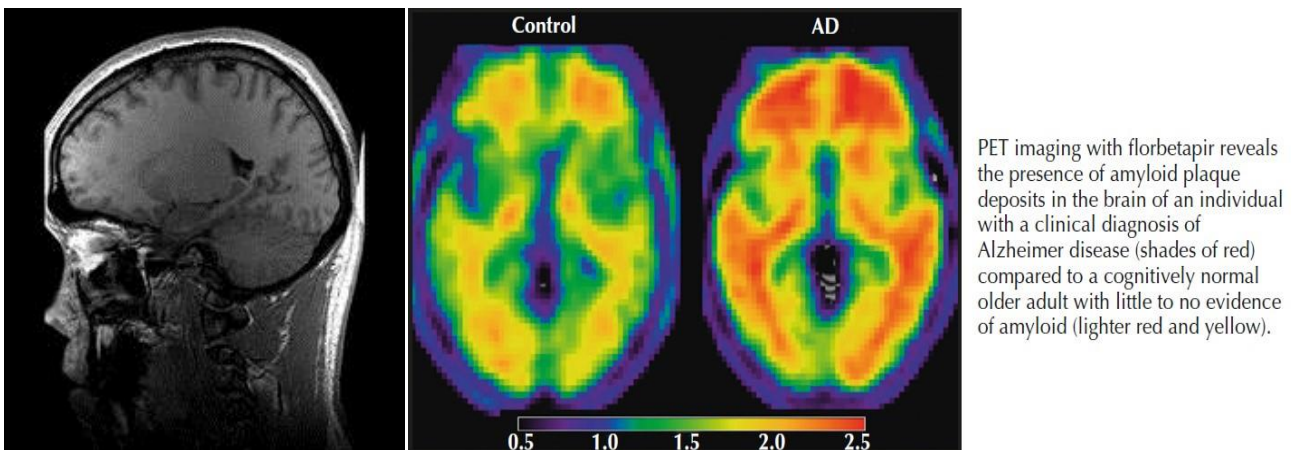 Control
AD
0.5 1.0 1.5 2.0 2.5
PET imaging with florbetapir reveals
the presence of amyloid plaque
deposits in the brain of an individual
with a clinical diagnosis of
Alzheimer disease (shades of red)
compared to a cognitively normal
older adult with little to no evidence
of amyloid (lighter red and yellow).